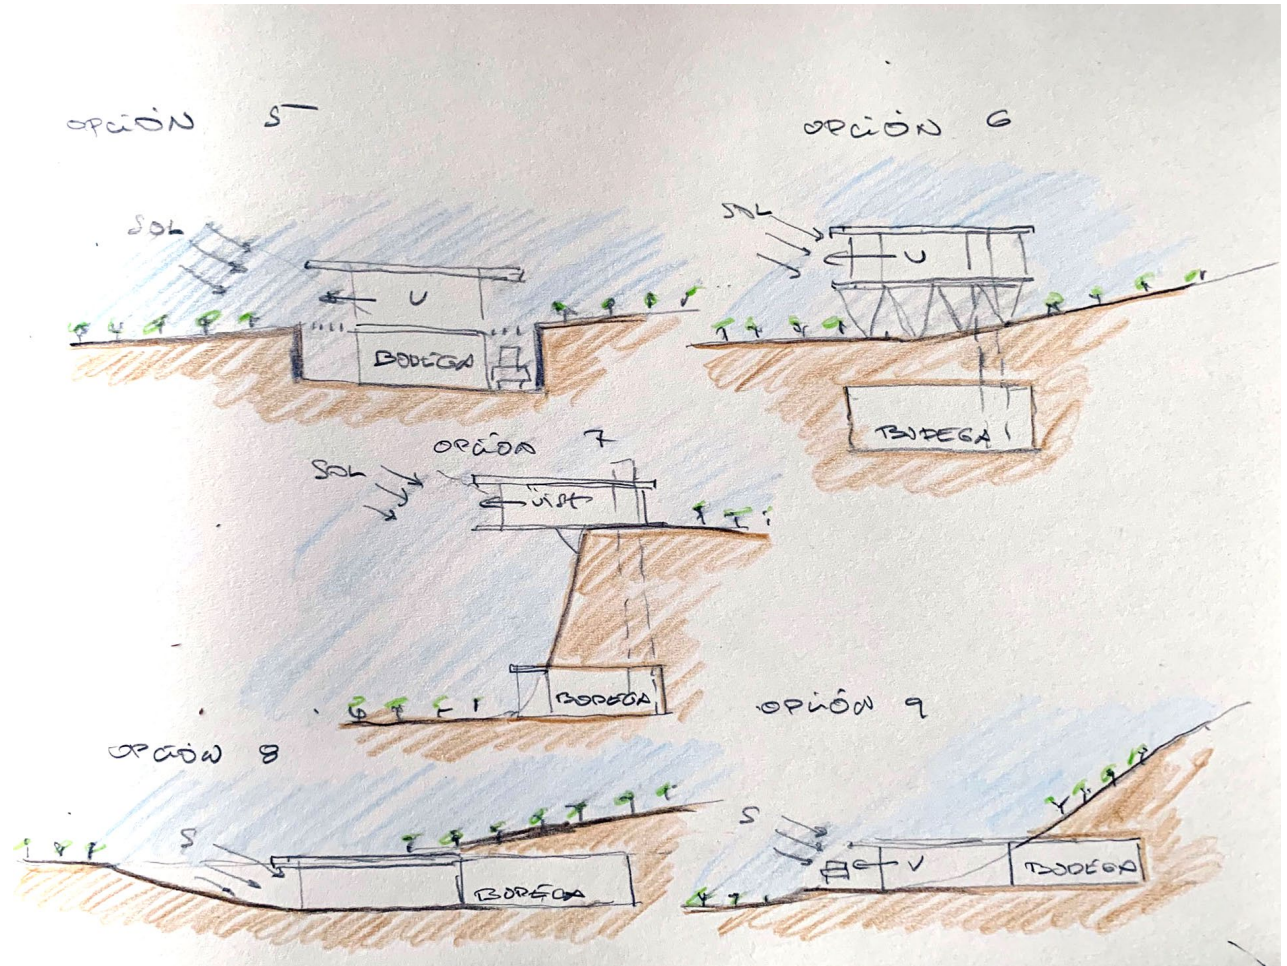 OPCIÓN 5
OPCIÓN 6
SOL
U
BODEGA
SOL
U
BODEGA
OPCIÓN 7
SOL
VISTA
BODEGA
OPCIÓN 8
S
BODEGA
OPCIÓN 9
S
V
BODEGA